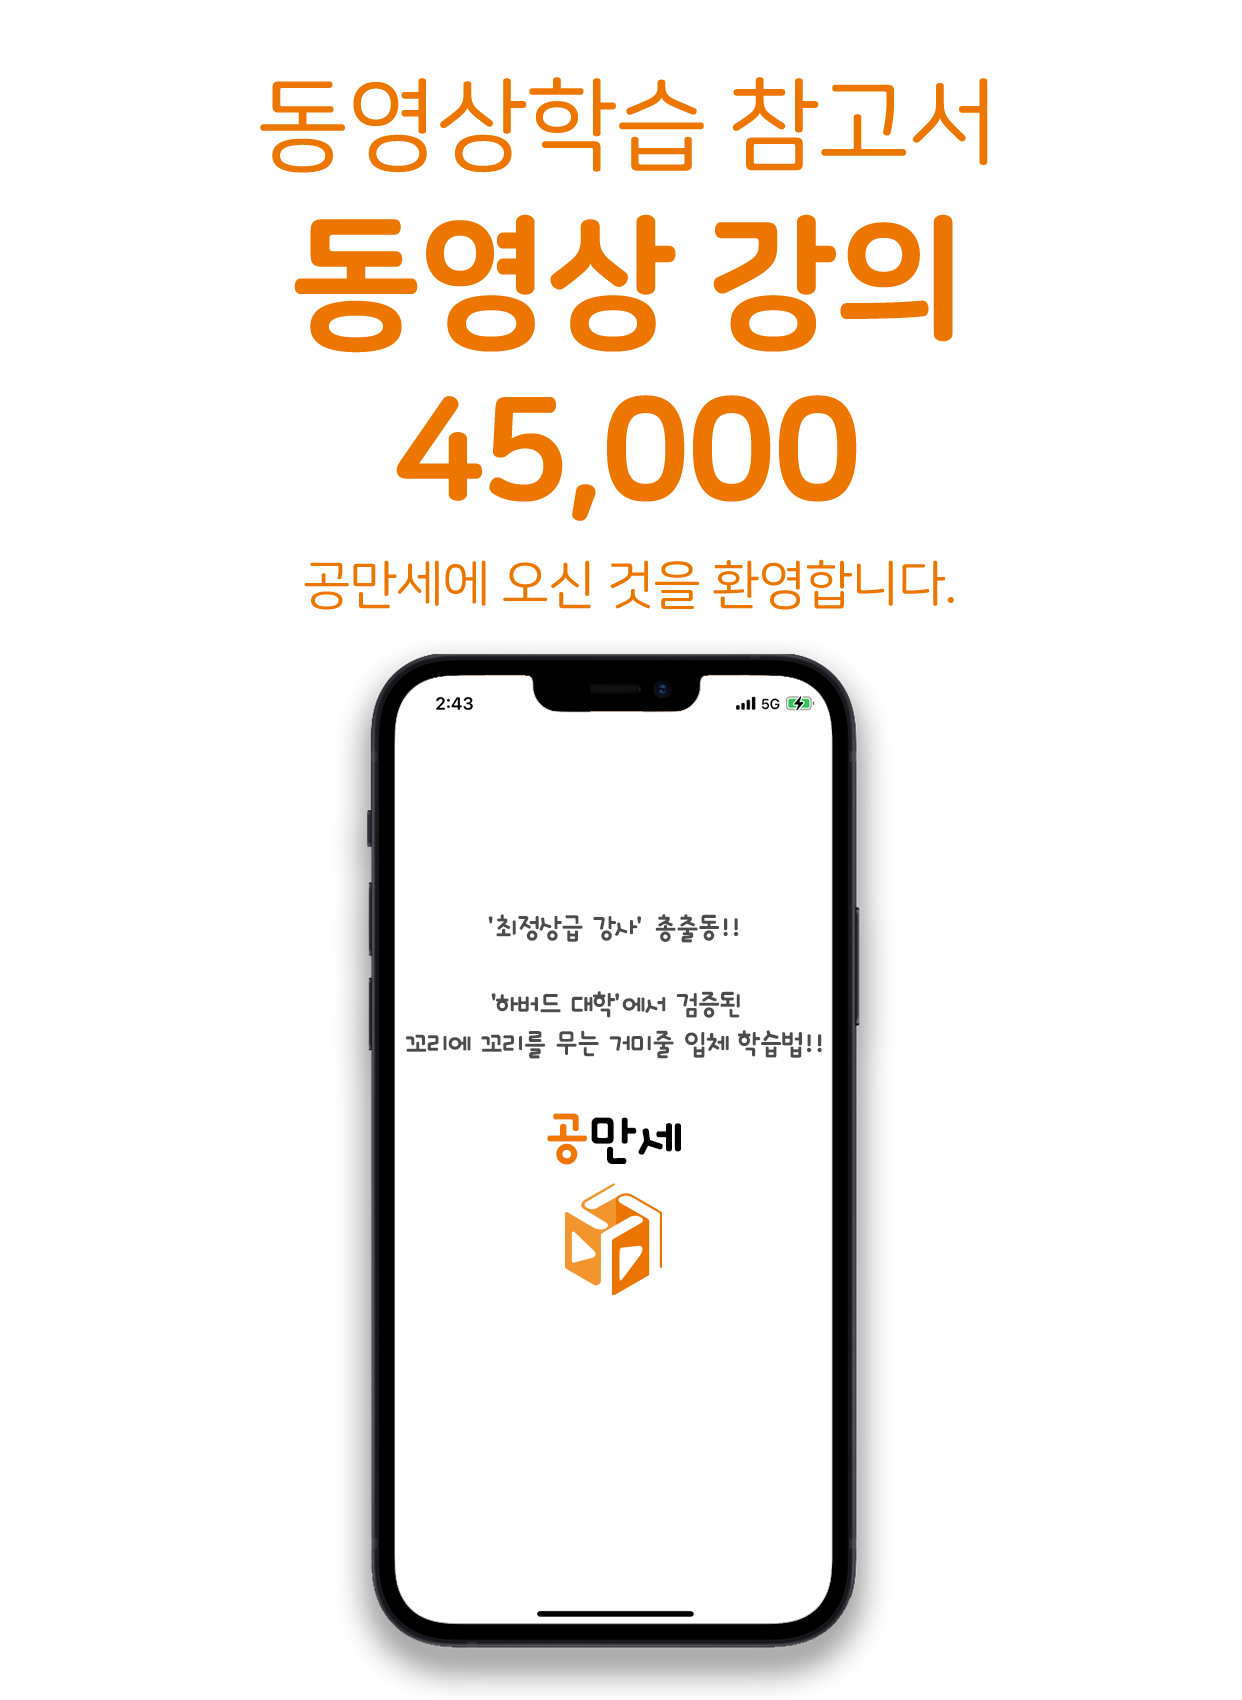 동영상학습 참고서
동영상 강의
45,000
공만세에 오신 것을 환영합니다.
2:43
5G
'최정상급 강사' 총출동!!
'하버드 대학'에서 검증된
꼬리에 꼬리를 무는 거미줄 입체 학습법!!
공만세